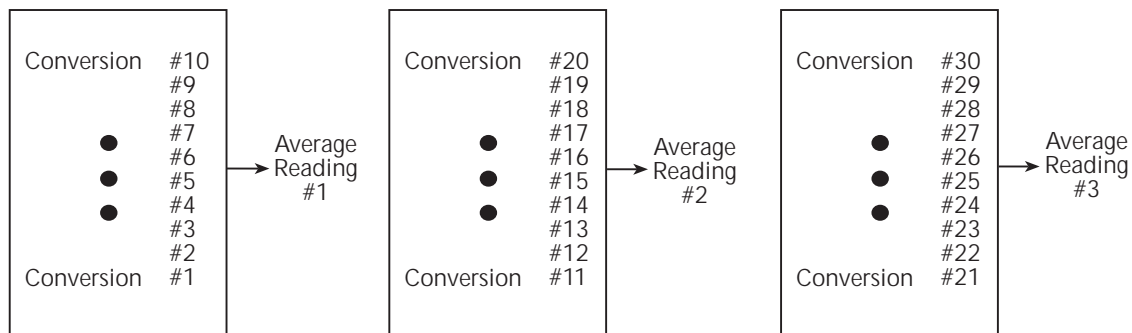 Conversion #10
#9
#8
#7
#6
#5
#4
#3
#2
Conversion #1
Average
Reading
#1
Conversion #20
#19
#18
#17
#16
#15
#14
#13
#12
Conversion #11
Average
Reading
#2
Conversion #30
#29
#28
#27
#26
#25
#24
#23
#22
Conversion #21
Average
Reading
#3